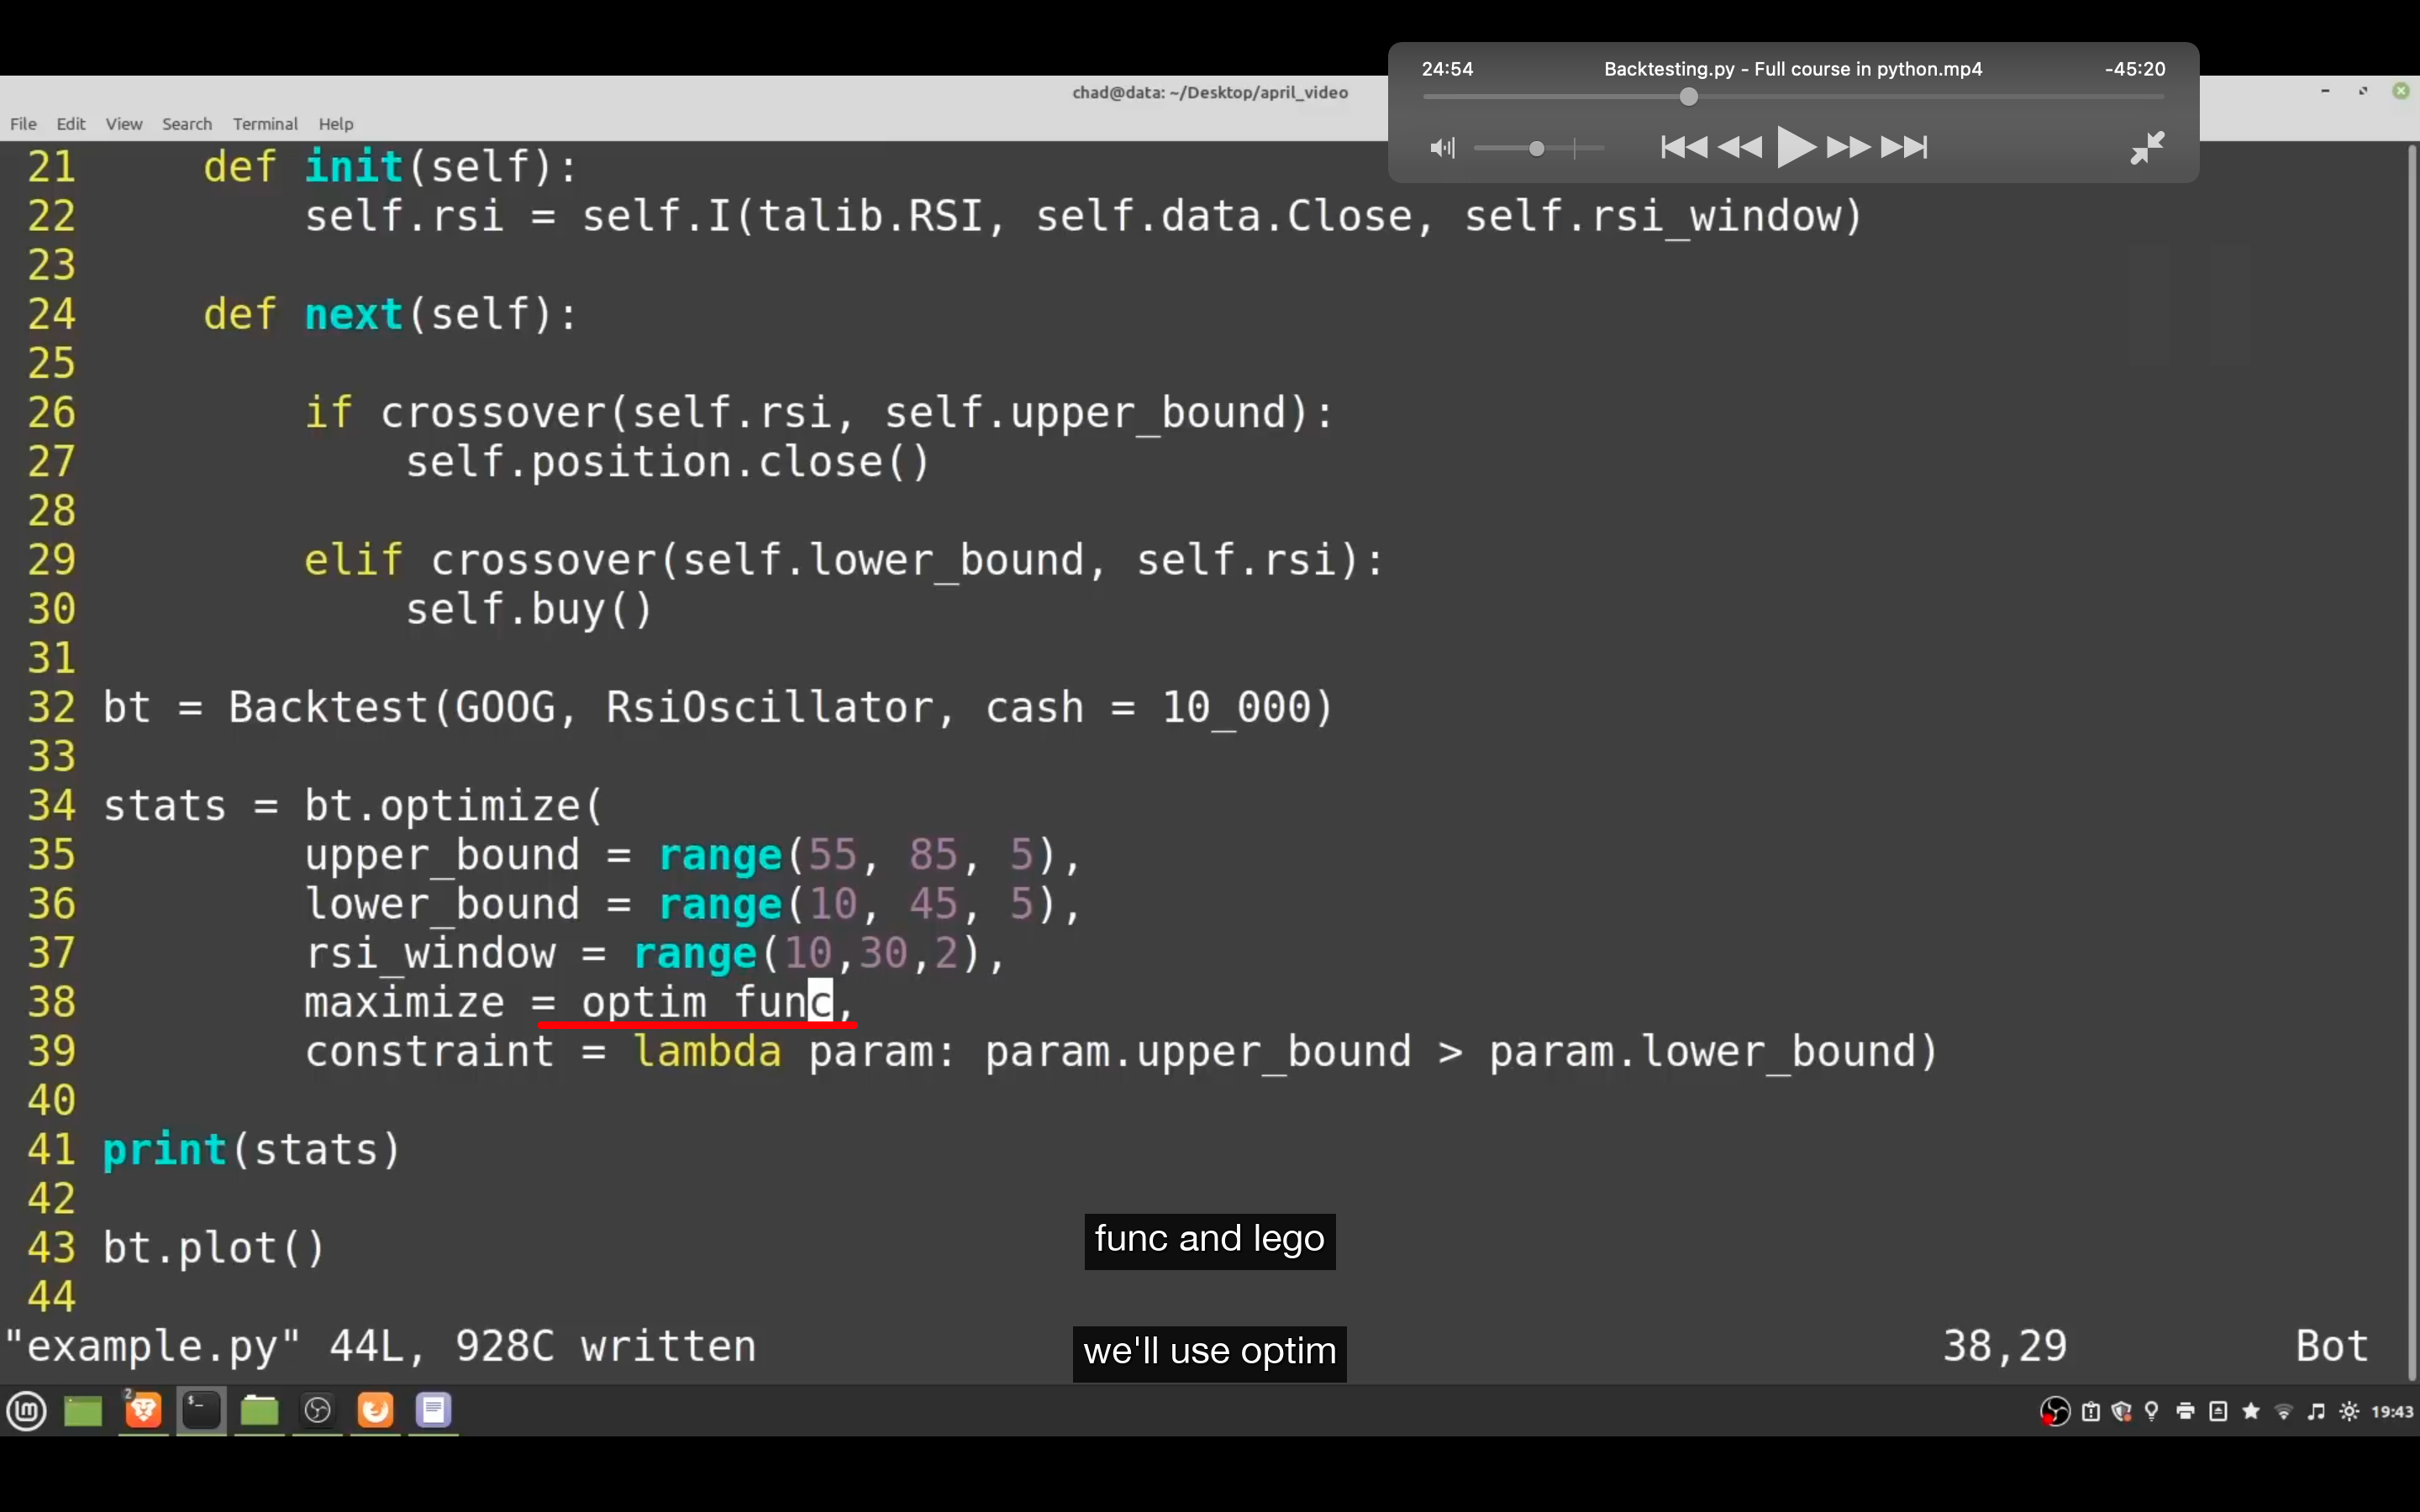 24:54 Backtesting.py - Full course in python.mp4 -45:20
chad@data: ~/Desktop/april_video
File Edit View Search Terminal Help
21     def init(self):
22         self.rsi = self.I(talib.RSI, self.data.Close, self.rsi_window)
23
24     def next(self):
25
26         if crossover(self.rsi, self.upper_bound):
27             self.position.close()
28
29         elif crossover(self.lower_bound, self.rsi):
30             self.buy()
31
32 bt = Backtest(GOOG, RsiOscillator, cash = 10_000)
33
34 stats = bt.optimize(
35         upper_bound = range(55, 85, 5),
36         lower_bound = range(10, 45, 5),
37         rsi_window = range(10,30,2),
38         maximize = optim func,
39         constraint = lambda param: param.upper_bound > param.lower_bound)
40
41 print(stats)
42
43 bt.plot()
44
func and lego
"example.py" 44L, 928C written 38,29 Bot
we'll use optim
2
$_
19:43